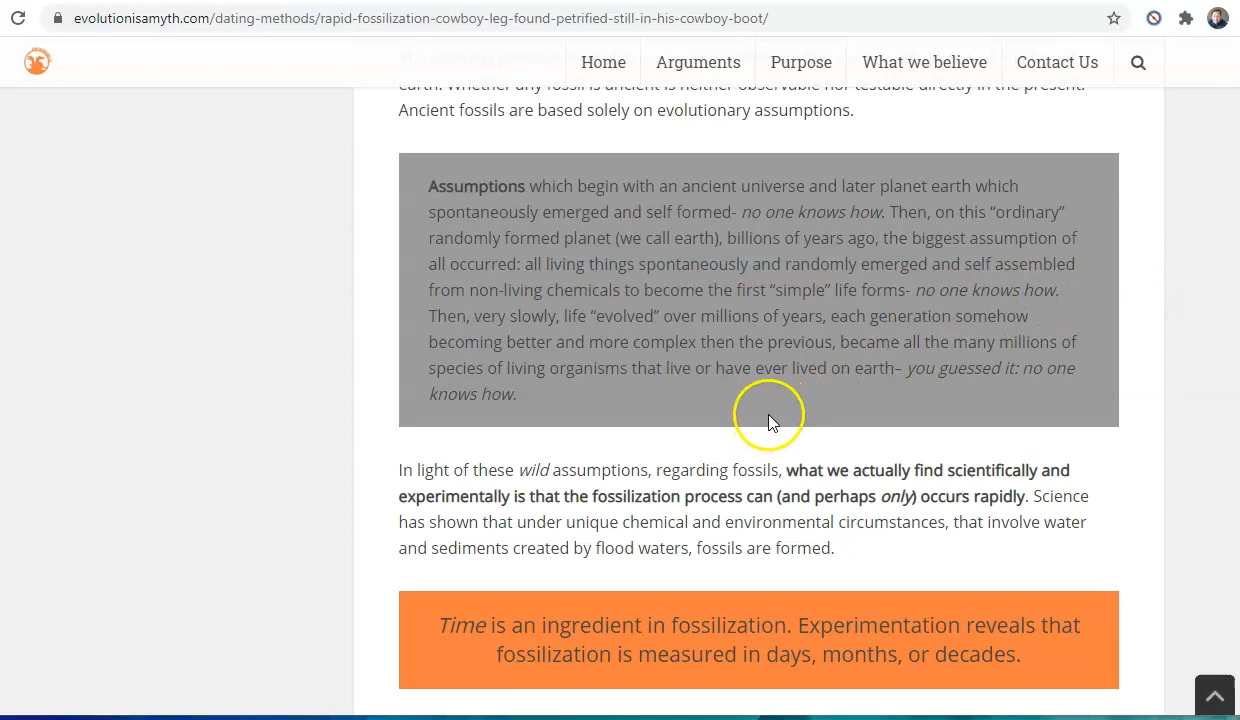 evolutionisamyth.com/dating-methods/rapid-fossilization-cowboy-leg-found-petrified-still-in-his-cowboy-boot/
Home Arguments Purpose What we believe Contact Us
earth. Whether any fossil is ancient is neither observable nor testable directly in the present.
Ancient fossils are based solely on evolutionary assumptions.
Assumptions which begin with an ancient universe and later planet earth which
spontaneously emerged and self formed- no one knows how. Then, on this “ordinary”
randomly formed planet (we call earth), billions of years ago, the biggest assumption of
all occurred: all living things spontaneously and randomly emerged and self assembled
from non-living chemicals to become the first “simple” life forms- no one knows how.
Then, very slowly, life “evolved” over millions of years, each generation somehow
becoming better and more complex then the previous, became all the many millions of
species of living organisms that live or have ever lived on earth– you guessed it: no one
knows how.
In light of these wild assumptions, regarding fossils, what we actually find scientifically and
experimentally is that the fossilization process can (and perhaps only) occurs rapidly. Science
has shown that under unique chemical and environmental circumstances, that involve water
and sediments created by flood waters, fossils are formed.
Time is an ingredient in fossilization. Experimentation reveals that
fossilization is measured in days, months, or decades.